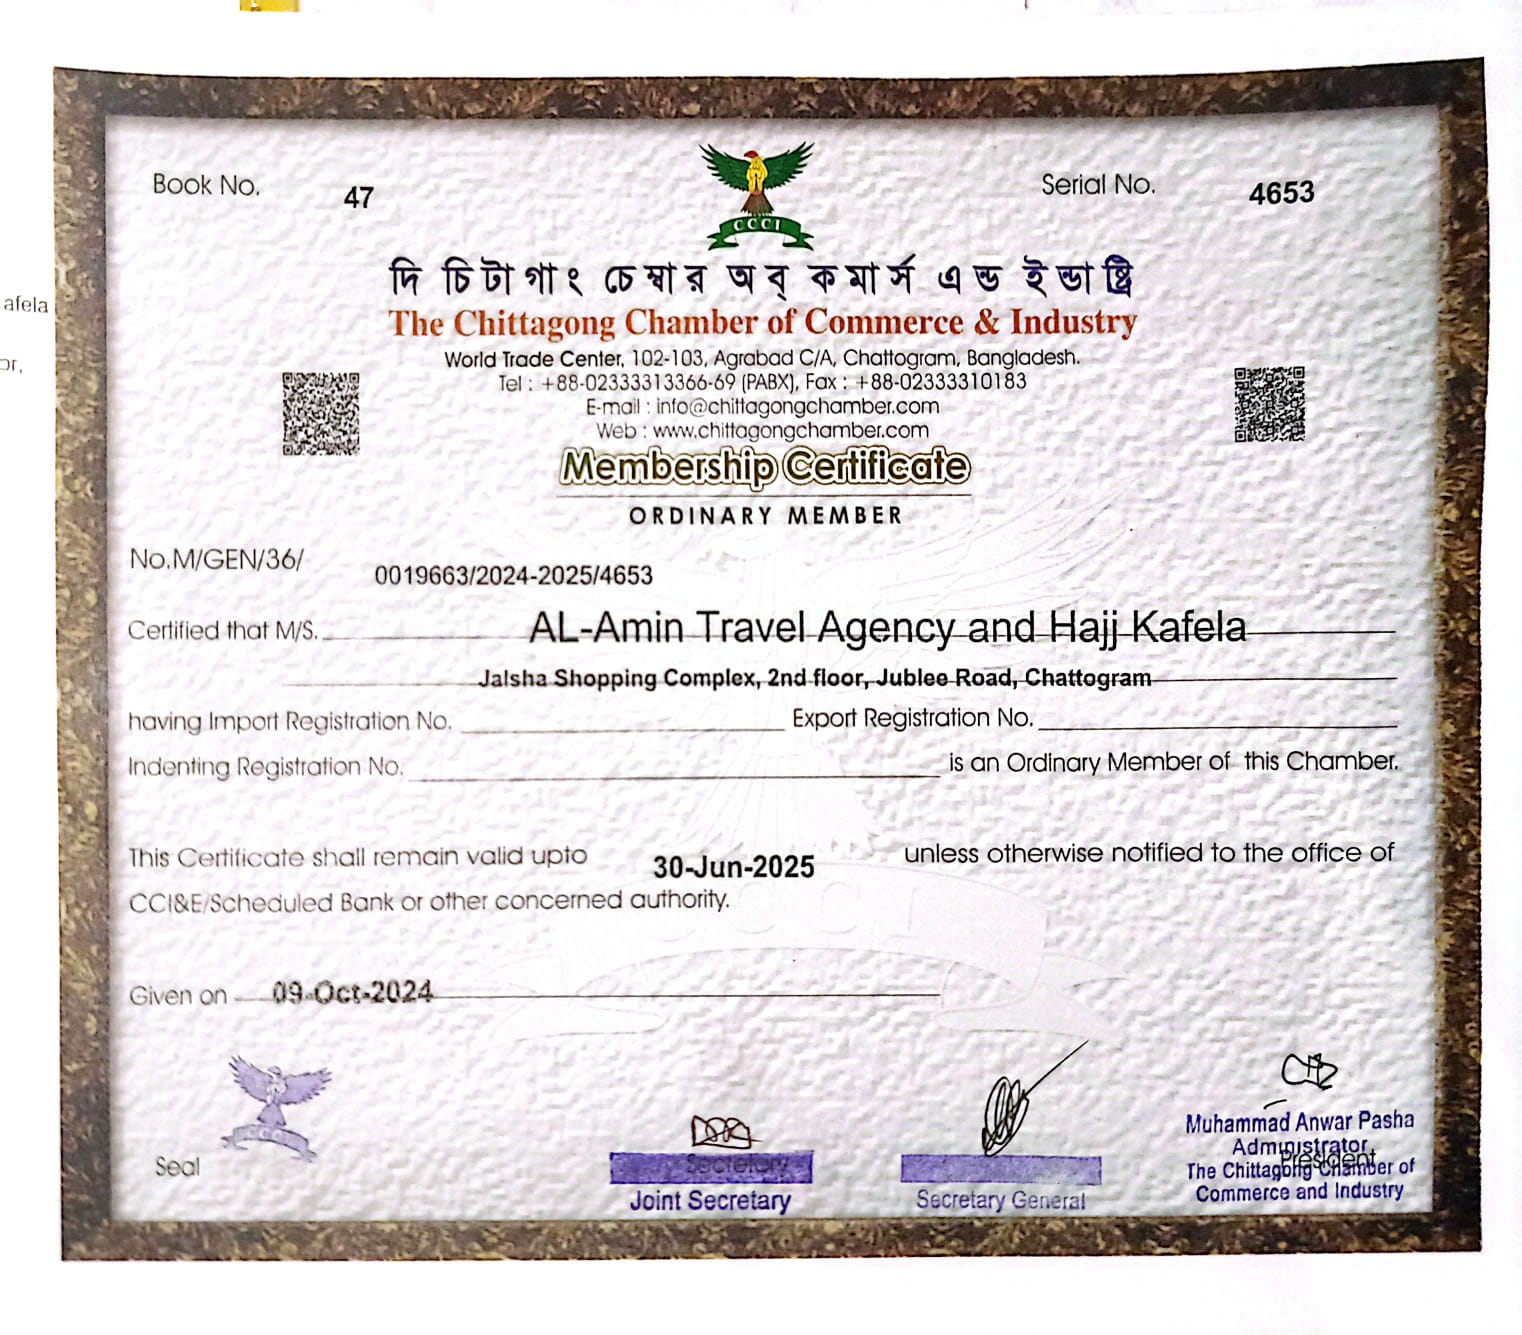 Book No. 47
Serial No. 4653
CCCI
দি চিটাগাং চেম্বার অব্ কমার্স এন্ড ইন্ডাষ্ট্রি
The Chittagong Chamber of Commerce & Industry
World Trade Center, 102-103, Agrabad C/A, Chattogram, Bangladesh.
Tel : +88-02333313366-69 (PABX), Fax : +88-02333310183
E-mail : info@chittagongchamber.com
Web : www.chittagongchamber.com
Membership Certificate
ORDINARY MEMBER
afela
or,
No.M/GEN/36/ 0019663/2024-2025/4653
Certified that M/S. AL-Amin Travel Agency and Hajj Kafela
Jalsha Shopping Complex, 2nd floor, Jublee Road, Chattogram
having Import Registration No. Export Registration No.
Indenting Registration No. is an Ordinary Member of this Chamber.
This Certificate shall remain valid upto 30-Jun-2025 unless otherwise notified to the office of
CCI&E/Scheduled Bank or other concerned authority.
Given on 09-Oct-2024
CCCI
Seal
Secretary
Joint Secretary
Secretary General
Muhammad Anwar Pasha
Administrator
President
The Chittagong Chamber of
Commerce and Industry